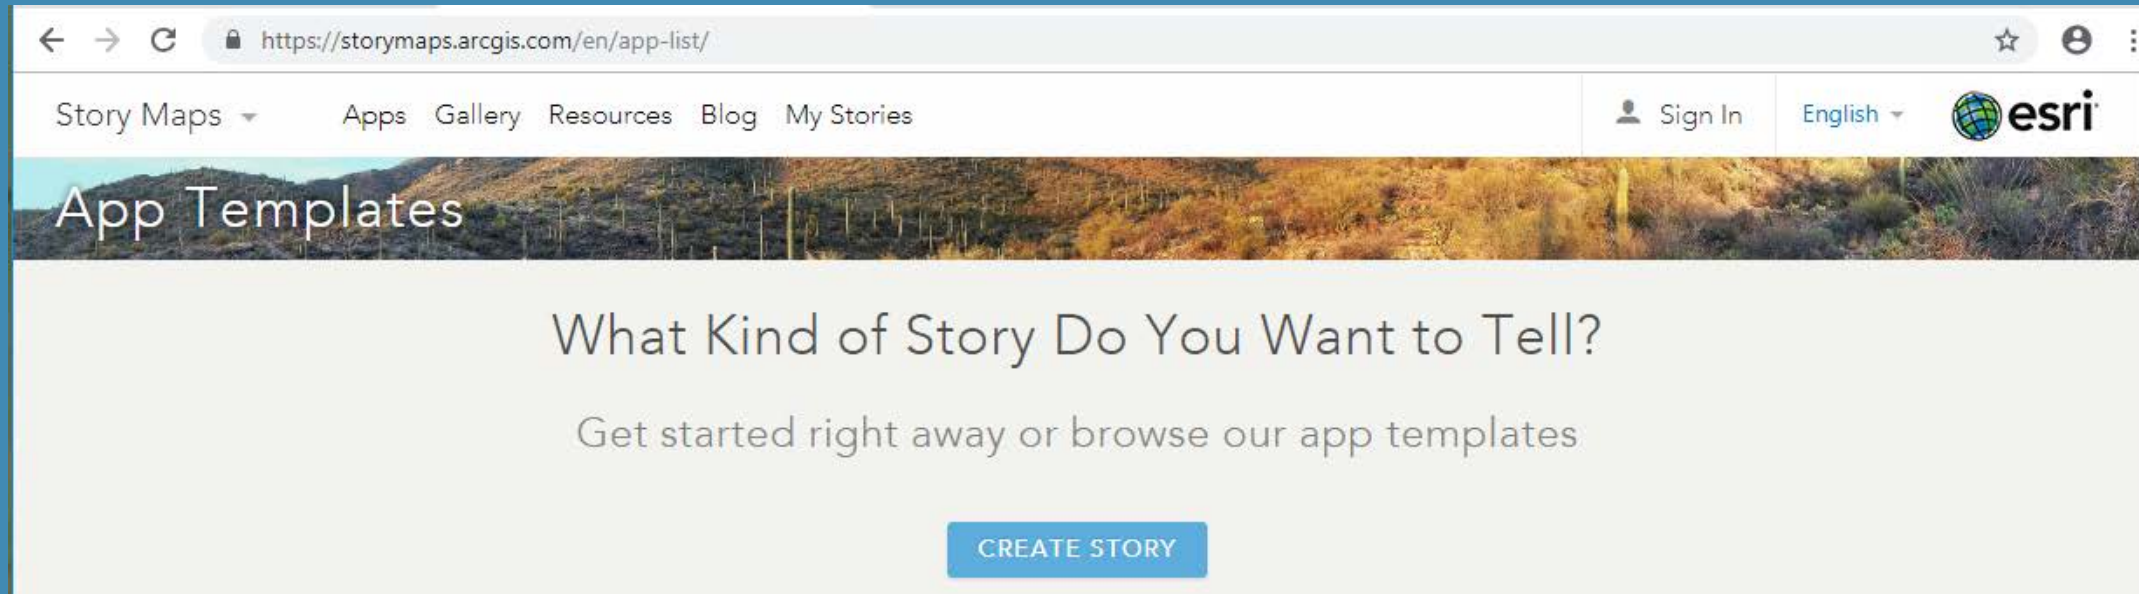 https://storymaps.arcgis.com/en/app-list/
Story Maps Apps Gallery Resources Blog My Stories Sign In English esri
App Templates
What Kind of Story Do You Want to Tell?
Get started right away or browse our app templates
CREATE STORY